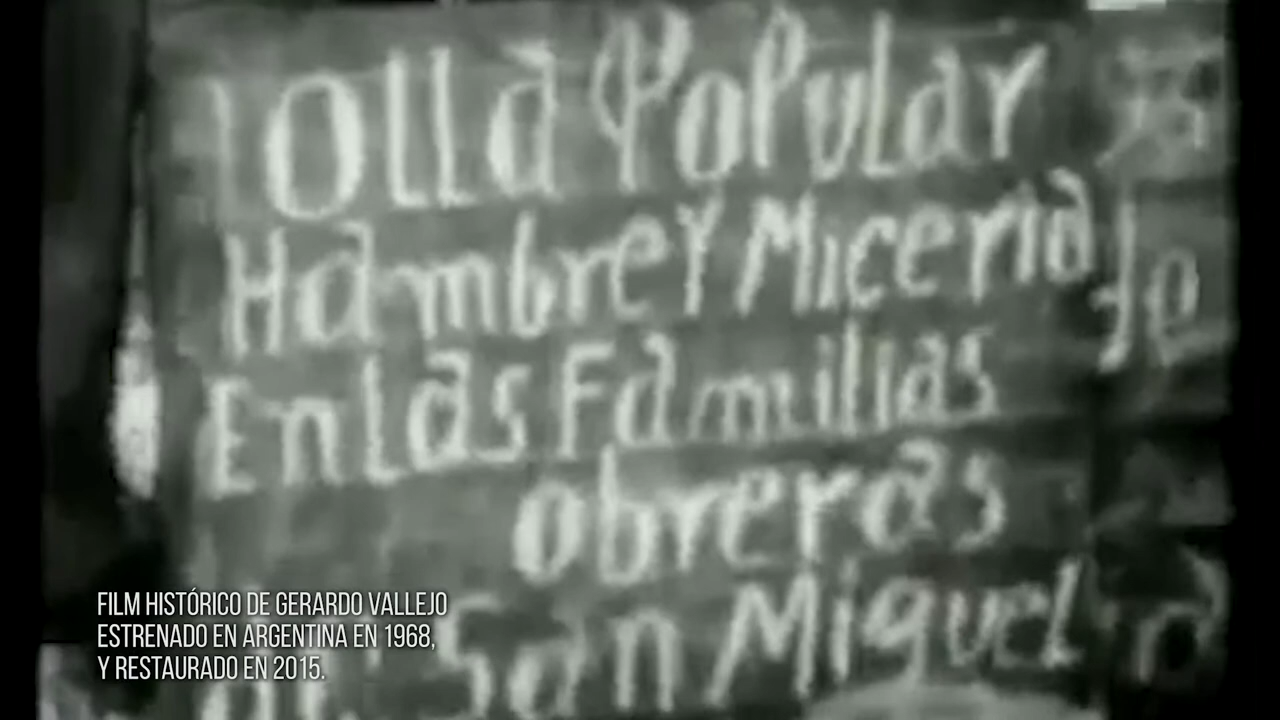 Olla Popular
Hambre Y Miceria
En Las Familias
obreras
San Miguel
FILM HISTÓRICO DE GERARDO VALLEJO
ESTRENADO EN ARGENTINA EN 1968,
Y RESTAURADO EN 2015.